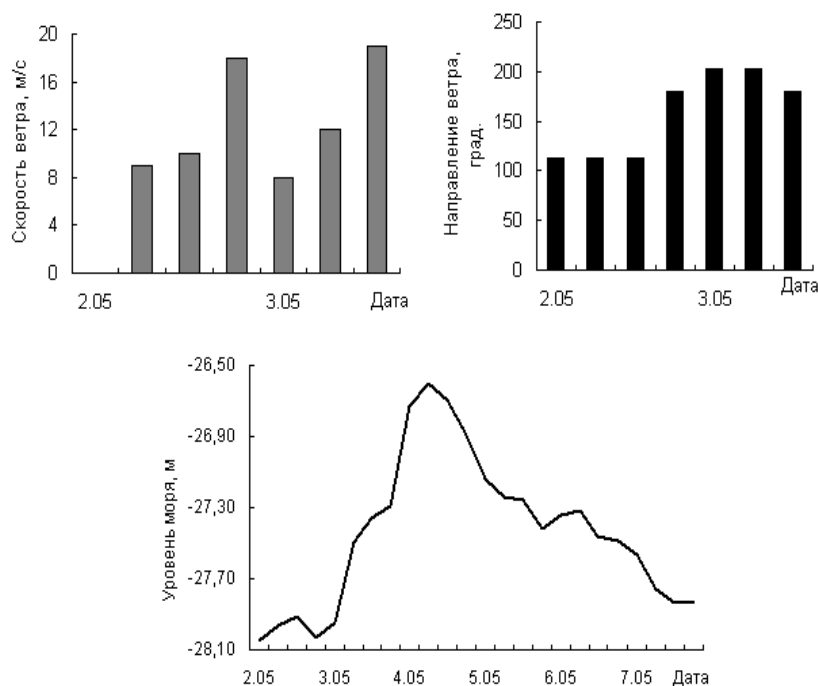 Скорость ветра, м/с
20
16
12
8
4
0
2.05 3.05 Дата
Направление ветра,
град.
250
200
150
100
50
0
2.05 3.05 Дата
Уровень моря, м
-26,50
-26,90
-27,30
-27,70
-28,10
2.05 3.05 4.05 5.05 6.05 7.05 Дата